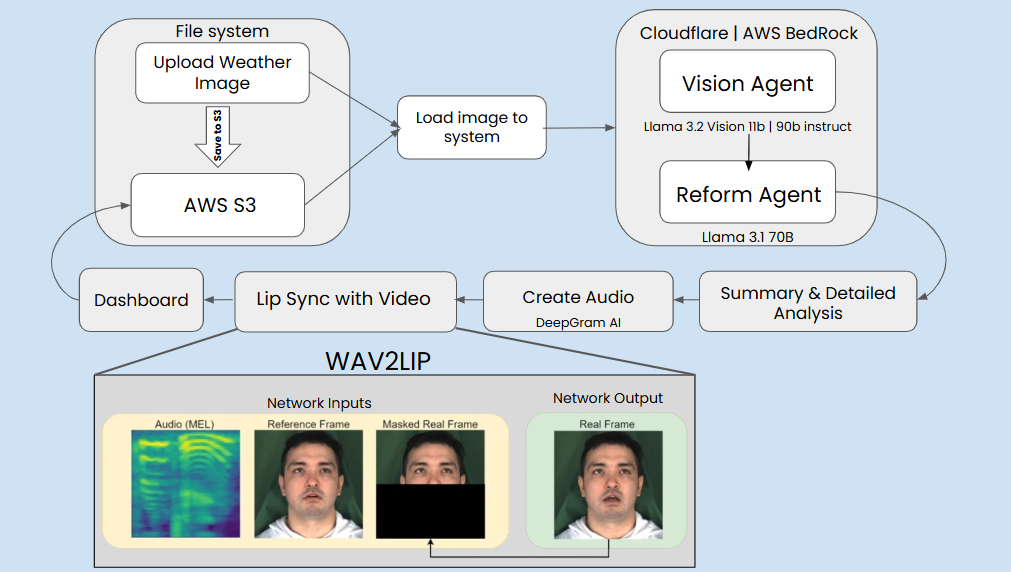 File system
Upload Weather
Image
Save to S3
AWS S3
Load image to
system
Cloudflare | AWS BedRock
Vision Agent
Llama 3.2 Vision 11b | 90b instruct
Reform Agent
Llama 3.1 70B
Dashboard
Lip Sync with Video
Create Audio
DeepGram AI
Summary & Detailed
Analysis
WAV2LIP
Network Inputs
Network Output
Audio (MEL)
Reference Frame
Masked Real Frame
Real Frame